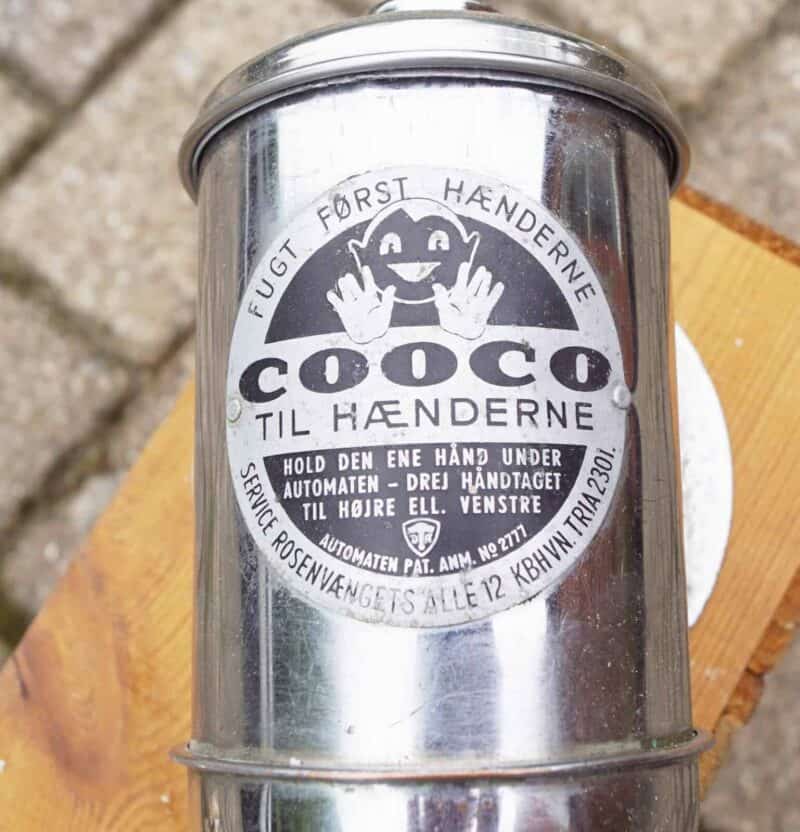 FUGT FØRST HÆNDERNE
COOCO
TIL HÆNDERNE
HOLD DEN ENE HÅND UNDER
AUTOMATEN - DREJ HÅNDTAGET
TIL HØJRE ELL. VENSTRE
AUTOMATEN PAT. ANM. No 2777
SERVICE ROSENVÆNGETS ALLE 12 KBHVN. TRIA 2301.